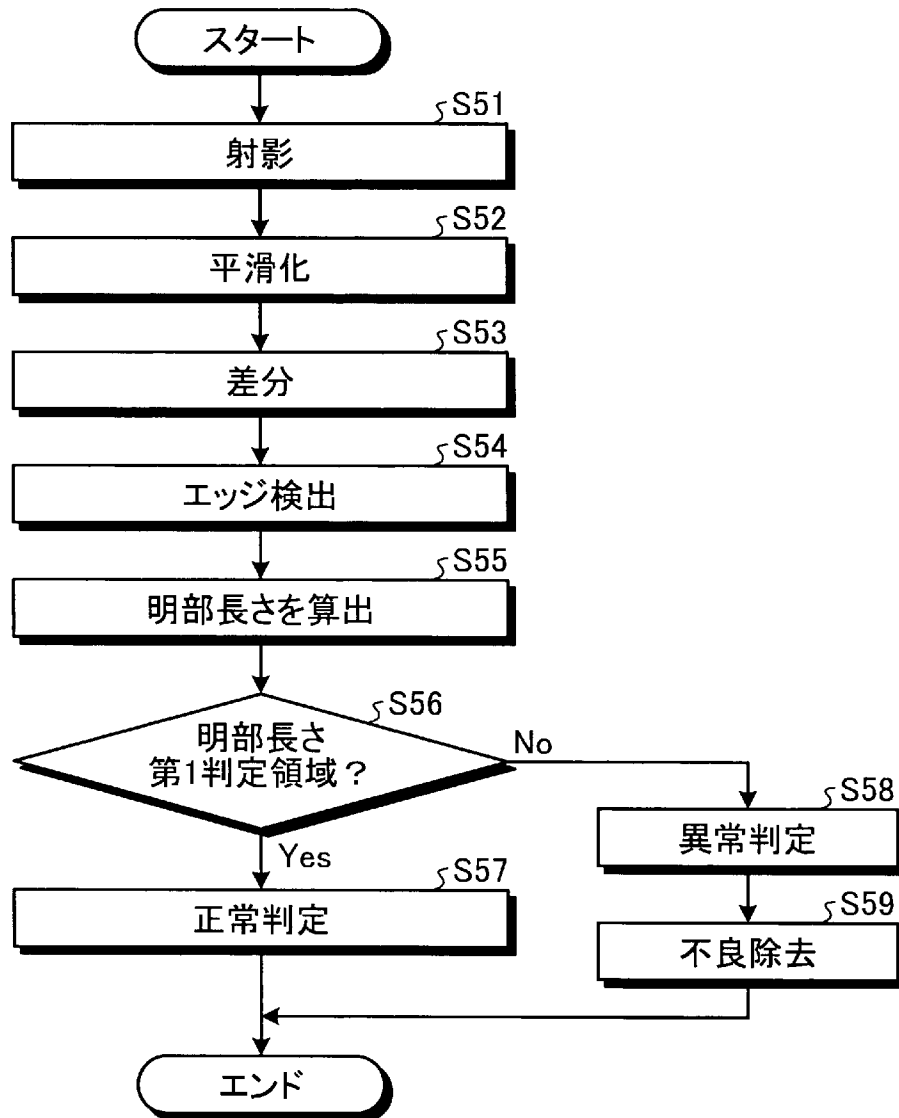 スタート
S51
射影
S52
平滑化
S53
差分
S54
エッジ検出
S55
明部長さを算出
S56
明部長さ
第1判定領域？
No
Yes
S57
正常判定
S58
異常判定
S59
不良除去
エンド